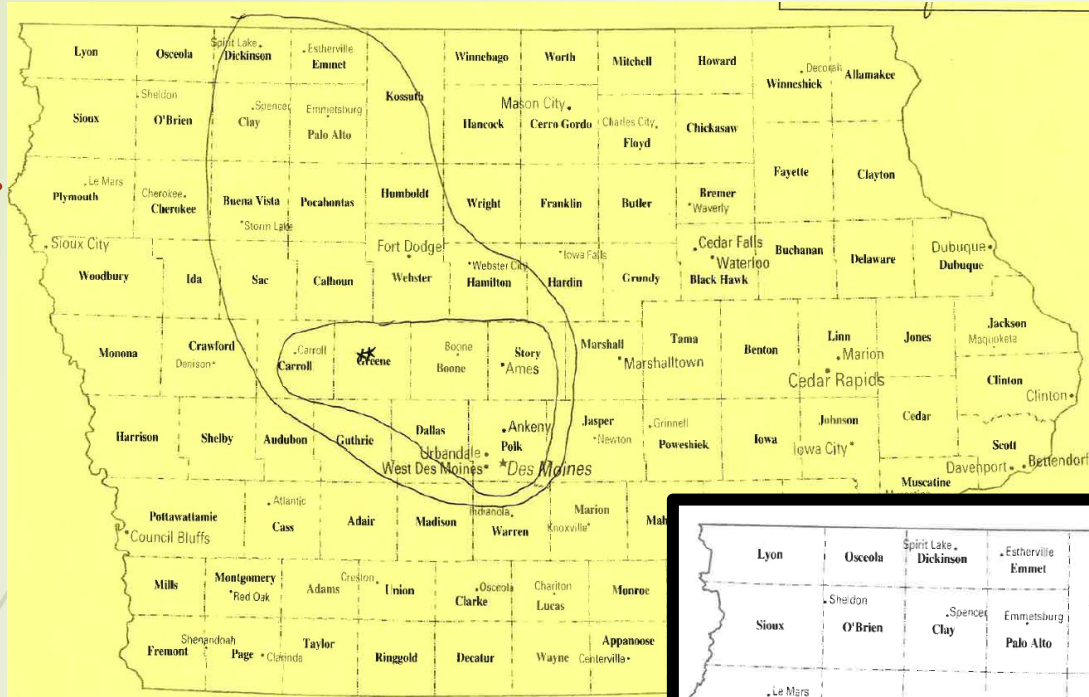 Lyon Osceola Spirit Lake Dickinson Estherville Emmet Winnebago Worth Mitchell Howard Winneshiek Decorah Allamakee
Kossuth
Sioux Sheldon O'Brien Spencer Clay Emmetsburg Palo Alto Hancock Mason City Cerro Gordo Charles City Floyd Chickasaw
Fayette Clayton
Plymouth Le Mars Cherokee Cherokee Buena Vista Storm Lake Pocahontas Humboldt Wright Franklin Butler Bremer Waverly
Sioux City Fort Dodge Webster City Iowa Falls Cedar Falls Waterloo Buchanan Delaware Dubuque Dubuque
Woodbury Ida Sac Calhoun Webster Hamilton Hardin Grundy Black Hawk
Monona Crawford Denison Carroll Carroll Greene Boone Boone Story Ames Marshall Marshalltown Tama Benton Linn Marion Cedar Rapids Jones Jackson Maquoketa
Clinton Clinton
Harrison Shelby Audubon Guthrie Dallas Ankeny Polk Jasper Newton Grinnell Poweshiek Iowa Johnson Iowa City Cedar Scott
Urbandale West Des Moines Des Moines Davenport Bettendorf
Muscatine
Pottawattamie Council Bluffs Atlantic Cass Adair Madison Indianola Warren Marion Knoxville Mah
Mills Montgomery Red Oak Adams Creston Union Osceola Clarke Chariton Lucas Monroe
Fremont Shenandoah Page Clarinda Taylor Ringgold Decatur Wayne Appanoose Centerville
Lyon Osceola Spirit Lake Dickinson Estherville Emmet
Sioux Sheldon O'Brien Spencer Clay Emmetsburg Palo Alto
Le Mars